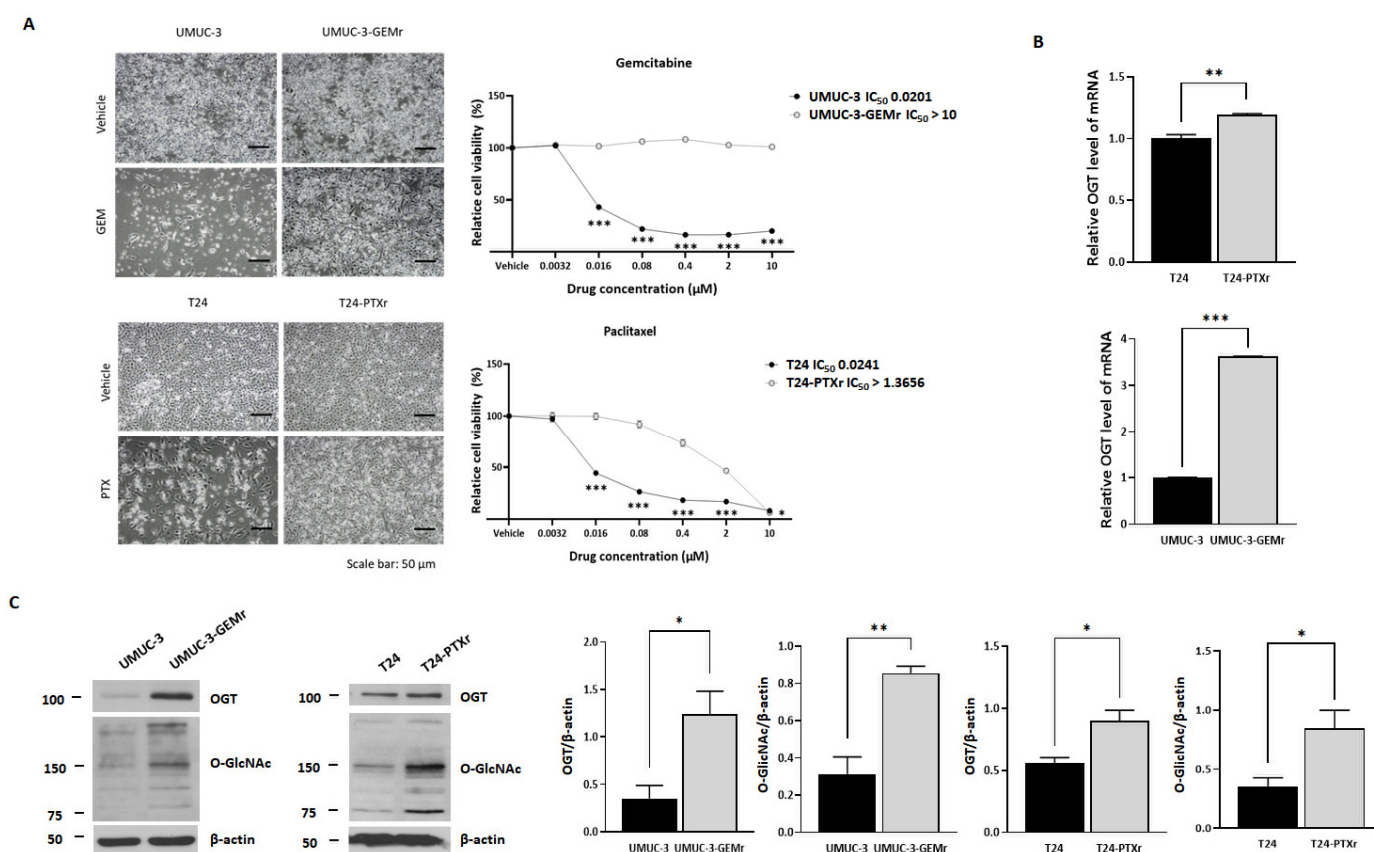 A
UMUC-3
UMUC-3-GEMr
Vehicle
GEM
Gemcitabine
Relatice cell viability (%)
150
100
50
UMUC-3 IC50 0.0201
UMUC-3-GEMr IC50 > 10
***
***
***
***
***
Vehicle 0.0032 0.016 0.08 0.4 2 10
Drug concentration (μM)
T24
T24-PTXr
Vehicle
PTX
Scale bar: 50 μm
Paclitaxel
Relatice cell viability (%)
150
100
50
T24 IC50 0.0241
T24-PTXr IC50 > 1.3656
***
***
***
***
*
Vehicle 0.0032 0.016 0.08 0.4 2 10
Drug concentration (μM)
B
Relative OGT level of mRNA
1.5
1.0
0.5
0.0
**
T24 T24-PTXr
Relative OGT level of mRNA
4
2
1
0
***
UMUC-3 UMUC-3-GEMr
C
UMUC-3
UMUC-3-GEMr
100
OGT
150
O-GlcNAc
75
50
β-actin
T24
T24-PTXr
100
OGT
150
O-GlcNAc
75
50
β-actin
OGT/β-actin
2.0
1.5
1.0
0.5
0.0
*
UMUC-3 UMUC-3-GEMr
O-GlicNAc/β-actin
1.0
0.8
0.6
0.4
0.2
0.0
**
UMUC-3 UMUC-3-GEMr
OGT/β-actin
1.5
1.0
0.5
0.0
*
T24 T24-PTXr
O-GlicNAc/β-actin
1.5
1.0
0.5
0.0
*
T24 T24-PTXr